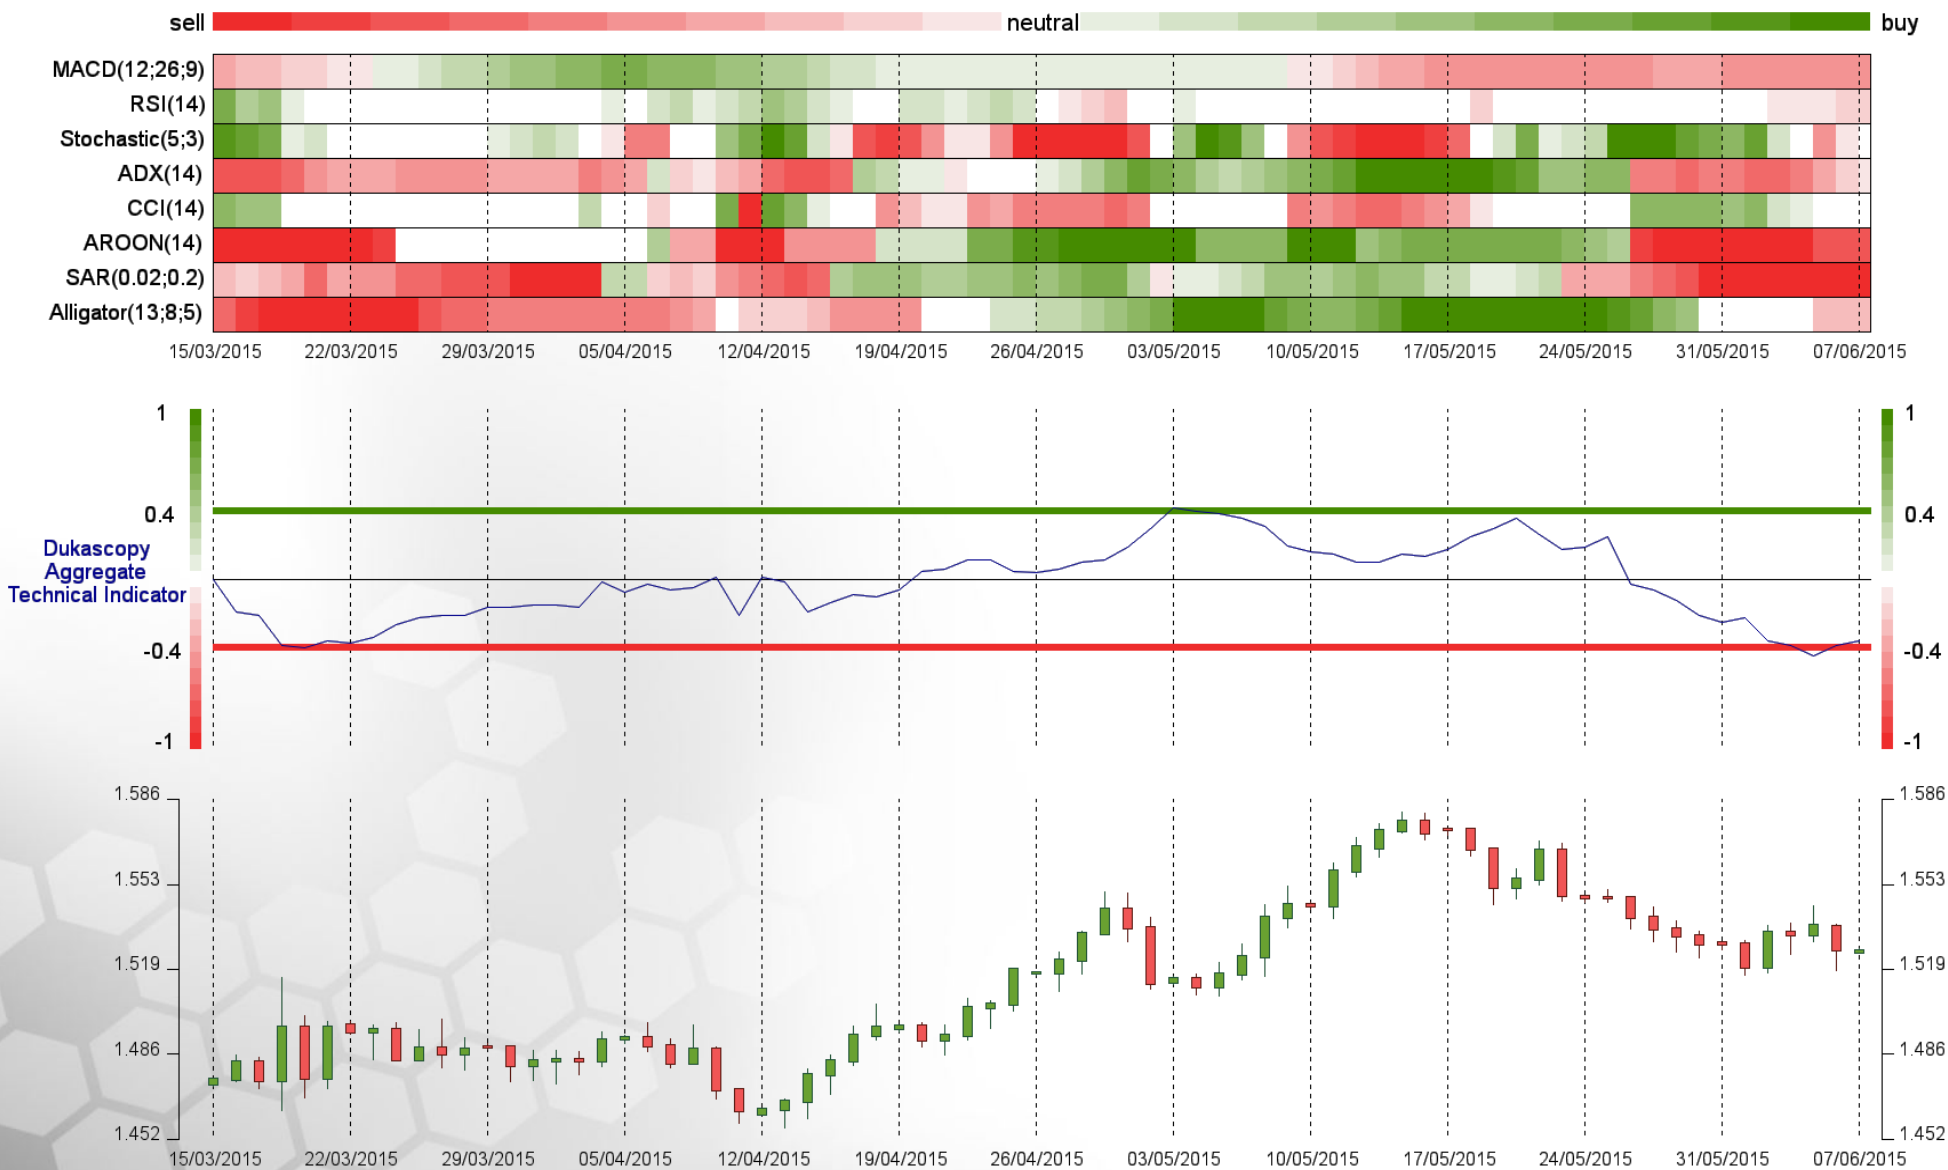 sell neutral buy
MACD(12;26;9)
RSI(14)
Stochastic(5;3)
ADX(14)
CCI(14)
AROON(14)
SAR(0.02;0.2)
Alligator(13;8;5)
15/03/2015 22/03/2015 29/03/2015 05/04/2015 12/04/2015 19/04/2015 26/04/2015 03/05/2015 10/05/2015 17/05/2015 24/05/2015 31/05/2015 07/06/2015
1 1
0.4 0.4
Dukascopy
Aggregate
Technical Indicator
-0.4 -0.4
-1 -1
1.586 1.586
1.553 1.553
1.519 1.519
1.486 1.486
1.452 1.452
15/03/2015 22/03/2015 29/03/2015 05/04/2015 12/04/2015 19/04/2015 26/04/2015 03/05/2015 10/05/2015 17/05/2015 24/05/2015 31/05/2015 07/06/2015